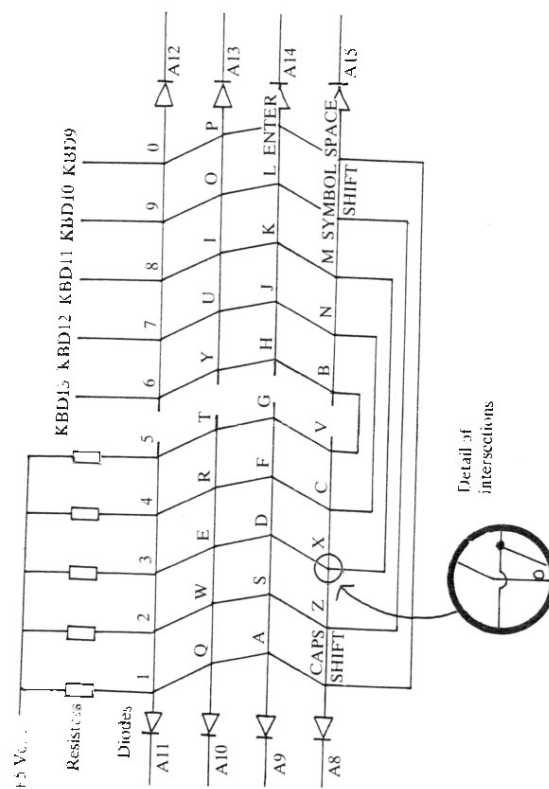 KBD13 KBD12 KBD11 KBD10 KBD9
+5
Resistors
Diodes
1 2 3 4 5 6 7 8 9 0
A11 A12
Q W E R T Y U I O P
A10 A13
A S D F G H J K L ENTER
A9 A14
CAPS SHIFT Z X C V B N M SYMBOL SHIFT SPACE
A8 A15
Detail of
intersections